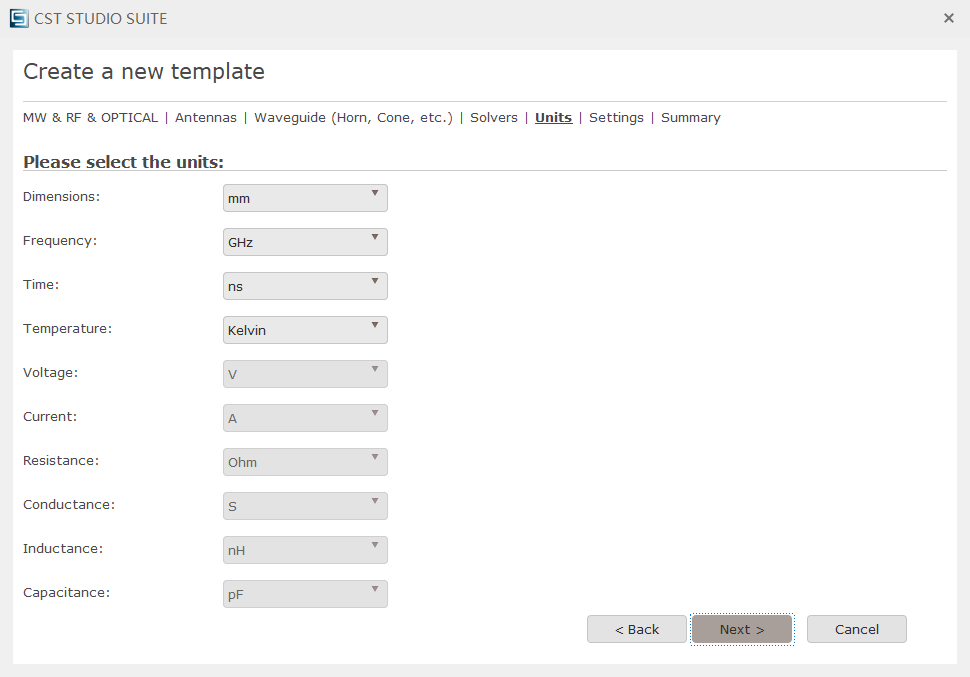 CST STUDIO SUITE
Create a new template
MW & RF & OPTICAL | Antennas | Waveguide (Horn, Cone, etc.) | Solvers | Units | Settings | Summary
Please select the units:
Dimensions: mm
Frequency: GHz
Time: ns
Temperature: Kelvin
Voltage: V
Current: A
Resistance: Ohm
Conductance: S
Inductance: nH
Capacitance: pF
< Back Next > Cancel